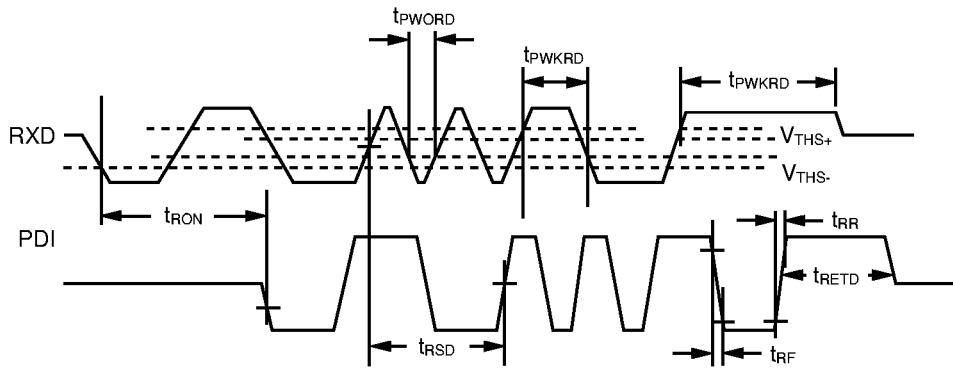 tPWORD
tPWKRD
tPWKRD
RXD
VTHS+
VTHS-
tRON
tRR
PDI
tRETD
tRSD
tRF